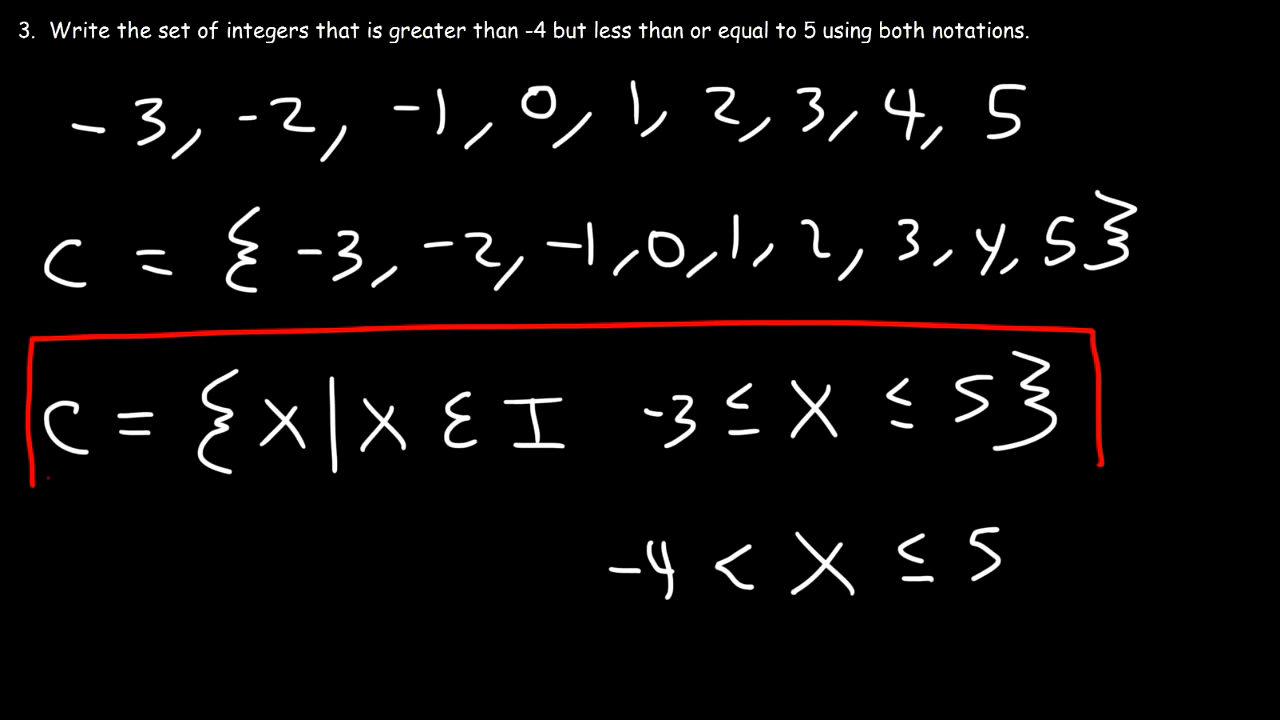 3. Write the set of integers that is greater than -4 but less than or equal to 5 using both notations.
-3, -2, -1, 0, 1, 2, 3, 4, 5
C = {-3, -2, -1, 0, 1, 2, 3, 4, 5}
C = {X|X ∈ I -3 ≤ X ≤ 5}
-4 < X ≤ 5